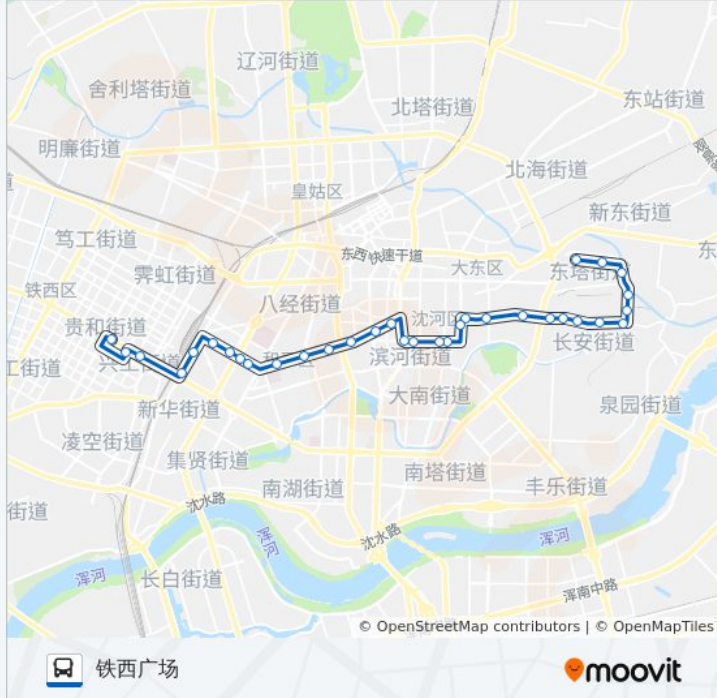 辽河街道
舍利塔街道
东站街道
北塔街道
明廉街道
北海街道
皇姑区
新东街道
笃工街道
东西快速干道
霁虹街道
大东区
东塔街
铁西区
八经街道
沈河区
贵和街道
滨河街道
长安街道
工街道
大南街道
新华街道
泉园街道
凌空街道
集贤街道
南塔街道
南湖街道
丰乐街道
沈水路
街道
浑河
沈水路
浑河
浑河
长白街道
浑南中路
© OpenStreetMap contributors | © OpenMapTiles
铁西广场
moovit